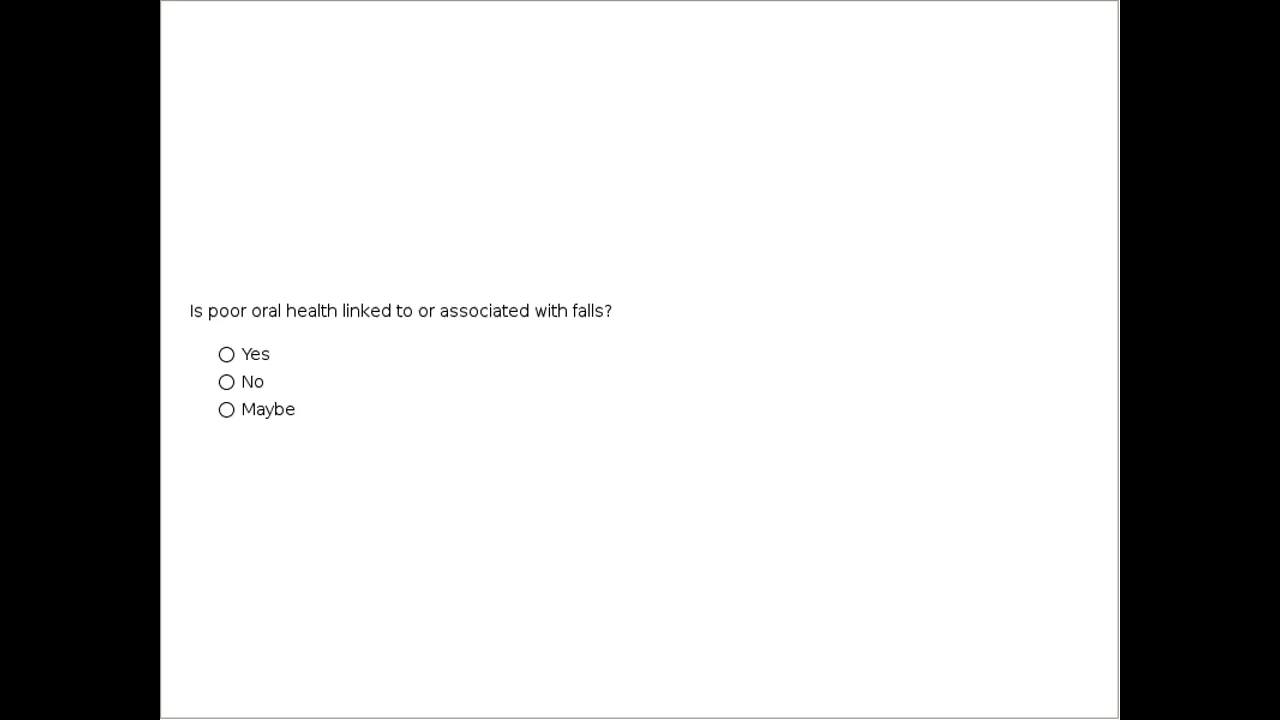 Is poor oral health linked to or associated with falls?
Yes
No
Maybe